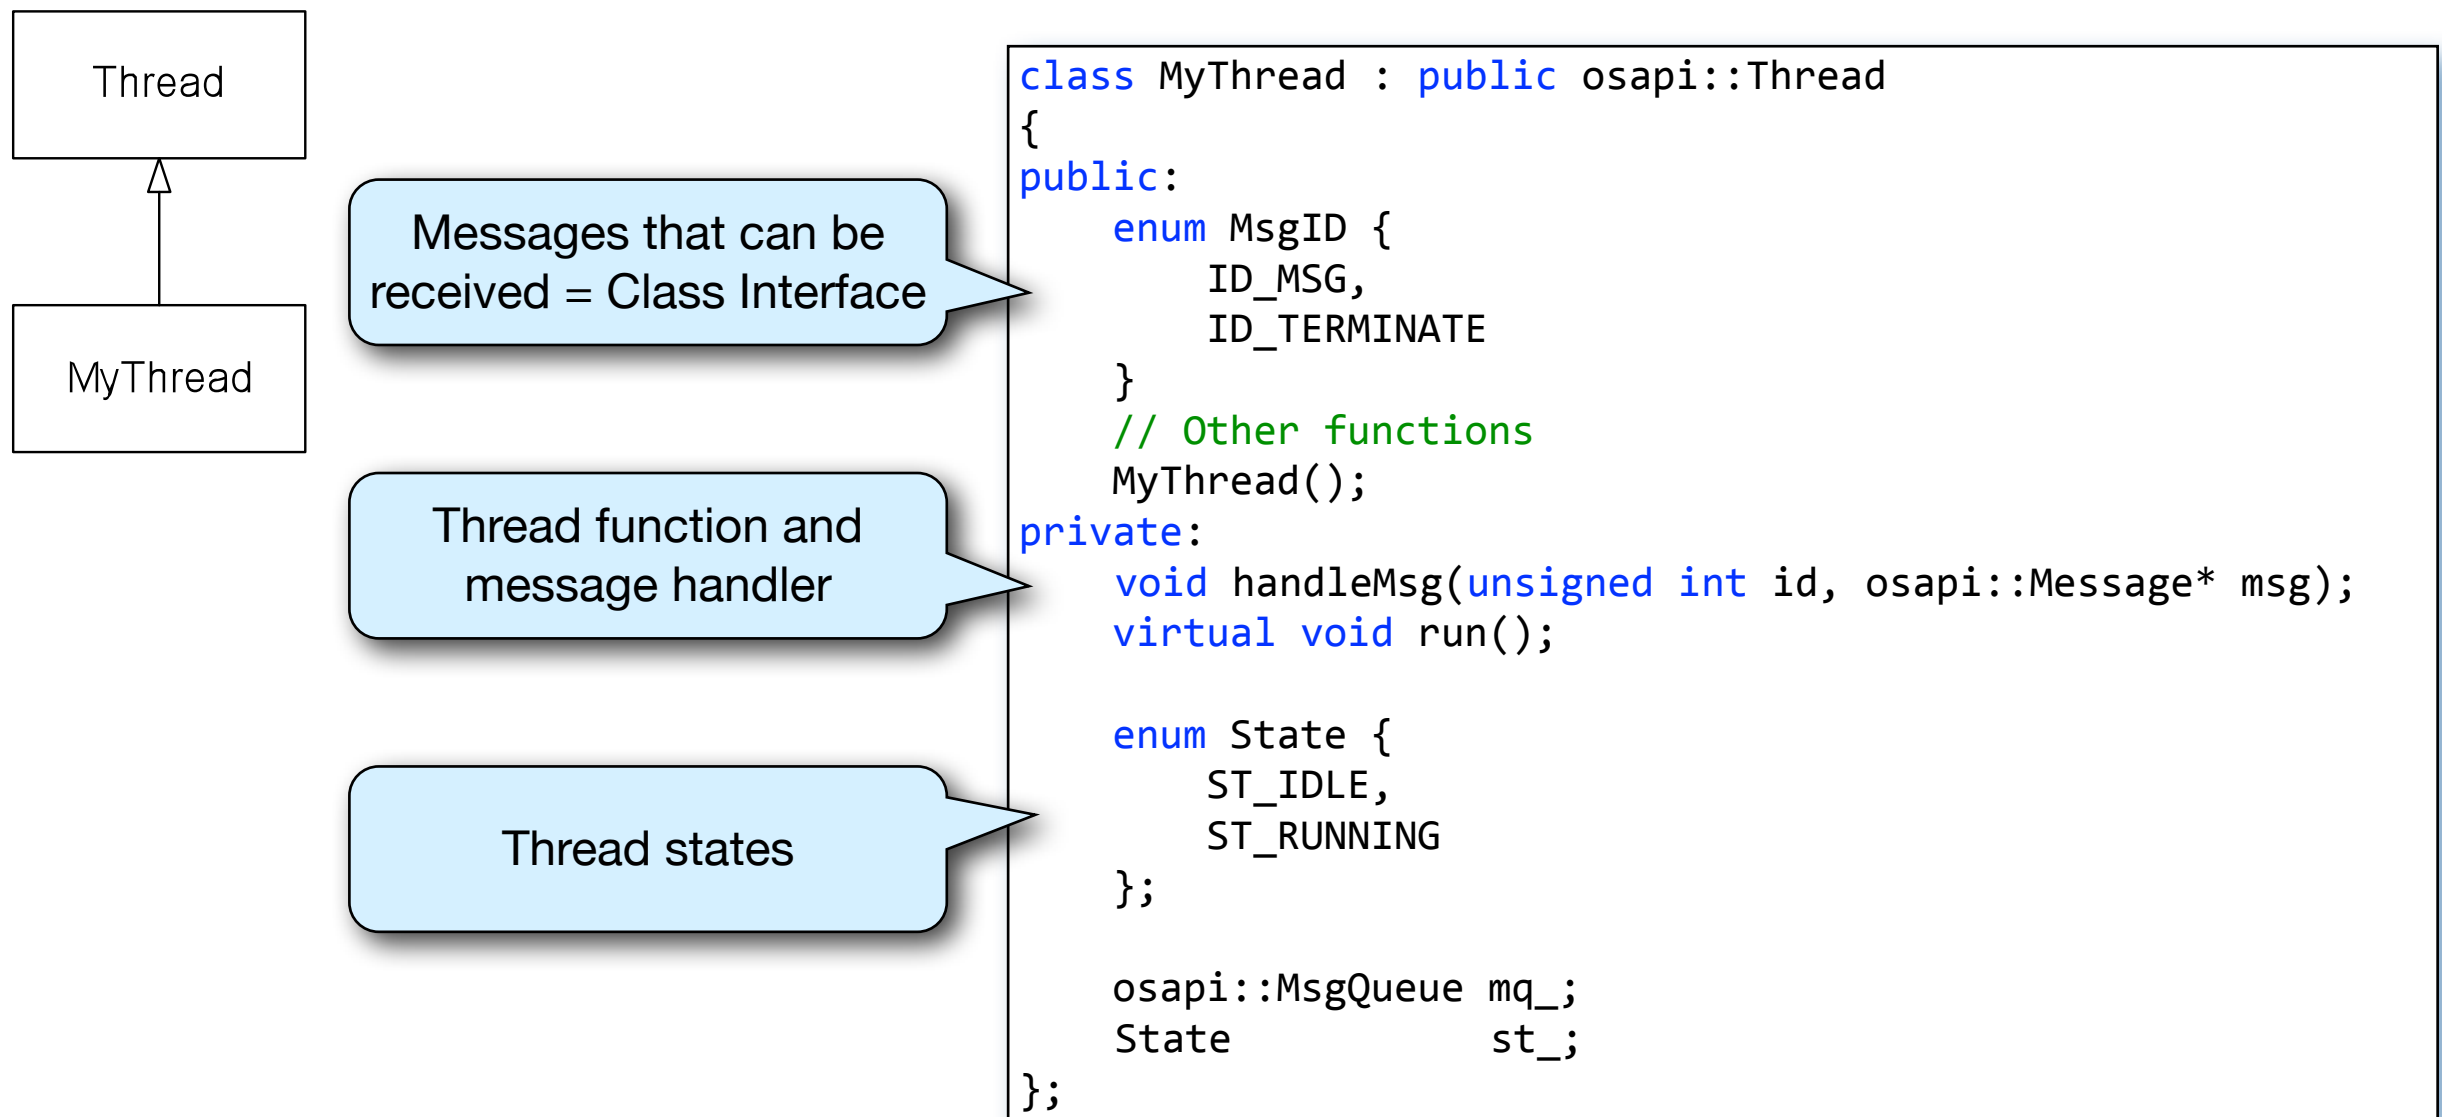 Thread
MyThread
Messages that can be
received = Class Interface
Thread function and
message handler
Thread states
class MyThread : public osapi::Thread
{
public:
    enum MsgID {
        ID_MSG,
        ID_TERMINATE
    }
    // Other functions
    MyThread();
private:
    void handleMsg(unsigned int id, osapi::Message* msg);
    virtual void run();
    enum State {
        ST_IDLE,
        ST_RUNNING
    };
    osapi::MsgQueue mq_;
    State           st_;
};